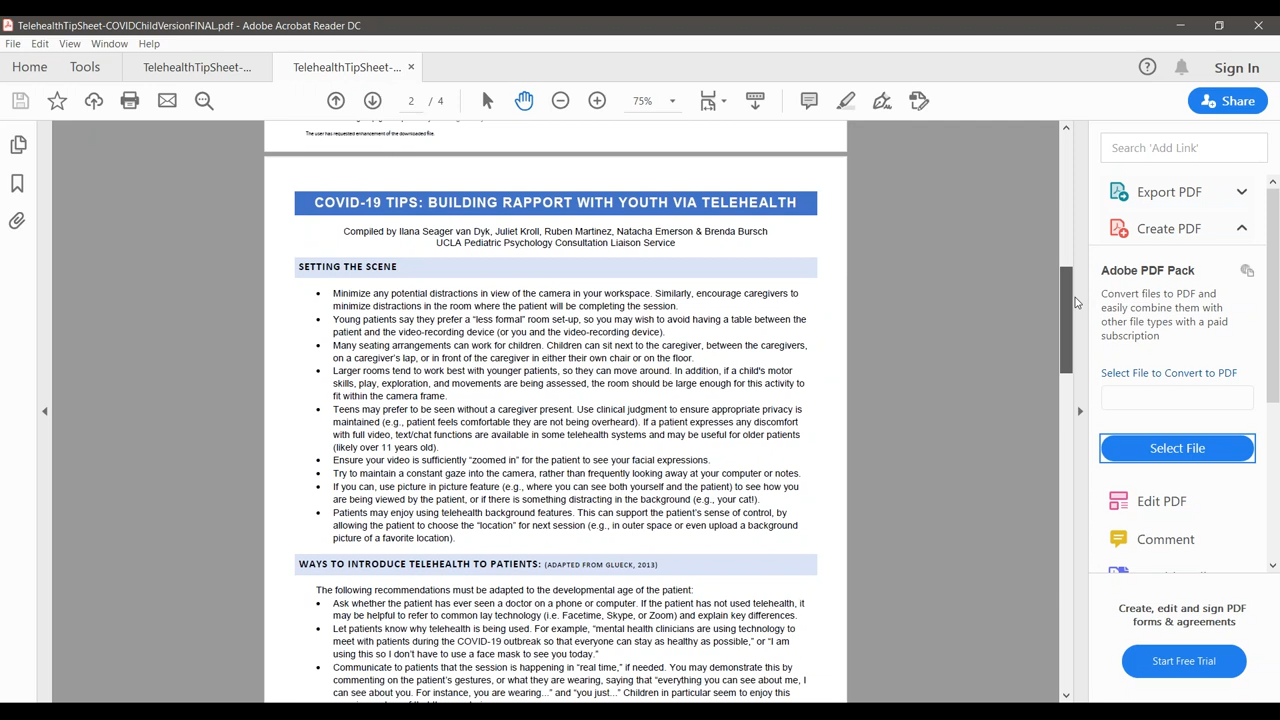 TelehealthTipSheet-COVIDChildVersionFINAL.pdf - Adobe Acrobat Reader DC
File Edit View Window Help
Home Tools TelehealthTipSheet-... TelehealthTipSheet-... × Sign In
2 / 4 75% Share
The user has requested enhancement of the downloaded file.
COVID-19 TIPS: BUILDING RAPPORT WITH YOUTH VIA TELEHEALTH
Compiled by Ilana Seager van Dyk, Juliet Kroll, Ruben Martinez, Natacha Emerson & Brenda Bursch
UCLA Pediatric Psychology Consultation Liaison Service
SETTING THE SCENE
• Minimize any potential distractions in view of the camera in your workspace. Similarly, encourage caregivers to
minimize distractions in the room where the patient will be completing the session.
• Young patients say they prefer a “less formal” room set-up, so you may wish to avoid having a table between the
patient and the video-recording device (or you and the video-recording device).
• Many seating arrangements can work for children. Children can sit next to the caregiver, between the caregivers,
on a caregiver's lap, or in front of the caregiver in either their own chair or on the floor.
• Larger rooms tend to work best with younger patients, so they can move around. In addition, if a child's motor
skills, play, exploration, and movements are being assessed, the room should be large enough for this activity to
fit within the camera frame.
• Teens may prefer to be seen without a caregiver present. Use clinical judgment to ensure appropriate privacy is
maintained (e.g., patient feels comfortable they are not being overheard). If a patient expresses any discomfort
with full video, text/chat functions are available in some telehealth systems and may be useful for older patients
(likely over 11 years old).
• Ensure your video is sufficiently “zoomed in” for the patient to see your facial expressions.
• Try to maintain a constant gaze into the camera, rather than frequently looking away at your computer or notes.
• If you can, use picture in picture feature (e.g., where you can see both yourself and the patient) to see how you
are being viewed by the patient, or if there is something distracting in the background (e.g., your cat!).
• Patients may enjoy using telehealth background features. This can support the patient's sense of control, by
allowing the patient to choose the “location” for next session (e.g., in outer space or even upload a background
picture of a favorite location).
WAYS TO INTRODUCE TELEHEALTH TO PATIENTS: (ADAPTED FROM GLUECK, 2013)
The following recommendations must be adapted to the developmental age of the patient:
• Ask whether the patient has ever seen a doctor on a phone or computer. If the patient has not used telehealth, it
may be helpful to refer to common lay technology (i.e. Facetime, Skype, or Zoom) and explain key differences.
• Let patients know why telehealth is being used. For example, “mental health clinicians are using technology to
meet with patients during the COVID-19 outbreak so that everyone can stay as healthy as possible,” or “I am
using this so I don't have to use a face mask to see you today.”
• Communicate to patients that the session is happening in “real time,” if needed. You may demonstrate this by
commenting on the patient's gestures, or what they are wearing, saying that “everything you can see about me, I
can see about you. For instance, you are wearing...” and “you just...” Children in particular seem to enjoy this
Search 'Add Link'
Export PDF
Create PDF
Adobe PDF Pack
Convert files to PDF and
easily combine them with
other file types with a paid
subscription
Select File to Convert to PDF
Select File
Edit PDF
Comment
Create, edit and sign PDF
forms & agreements
Start Free Trial